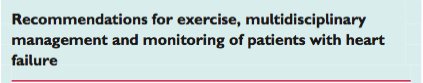 Recommendations for exercise, multidisciplinary
management and monitoring of patients with heart
failure